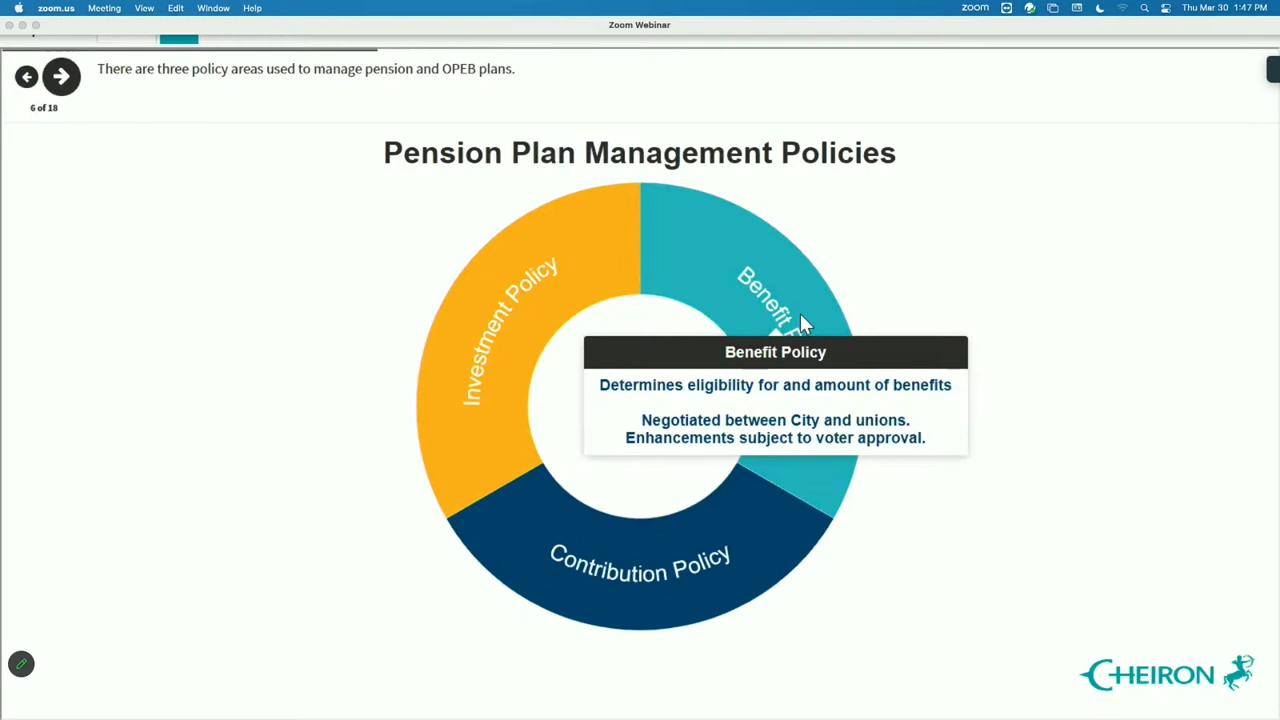 zoom.us Meeting View Edit Window Help
zoom
Thu Mar 30 1:47 PM
Zoom Webinar
There are three policy areas used to manage pension and OPEB plans.
6 of 18
Pension Plan Management Policies
Investment Policy
Benefit
Benefit Policy
Determines eligibility for and amount of benefits
Negotiated between City and unions.
Enhancements subject to voter approval.
Contribution Policy
CHEIRON